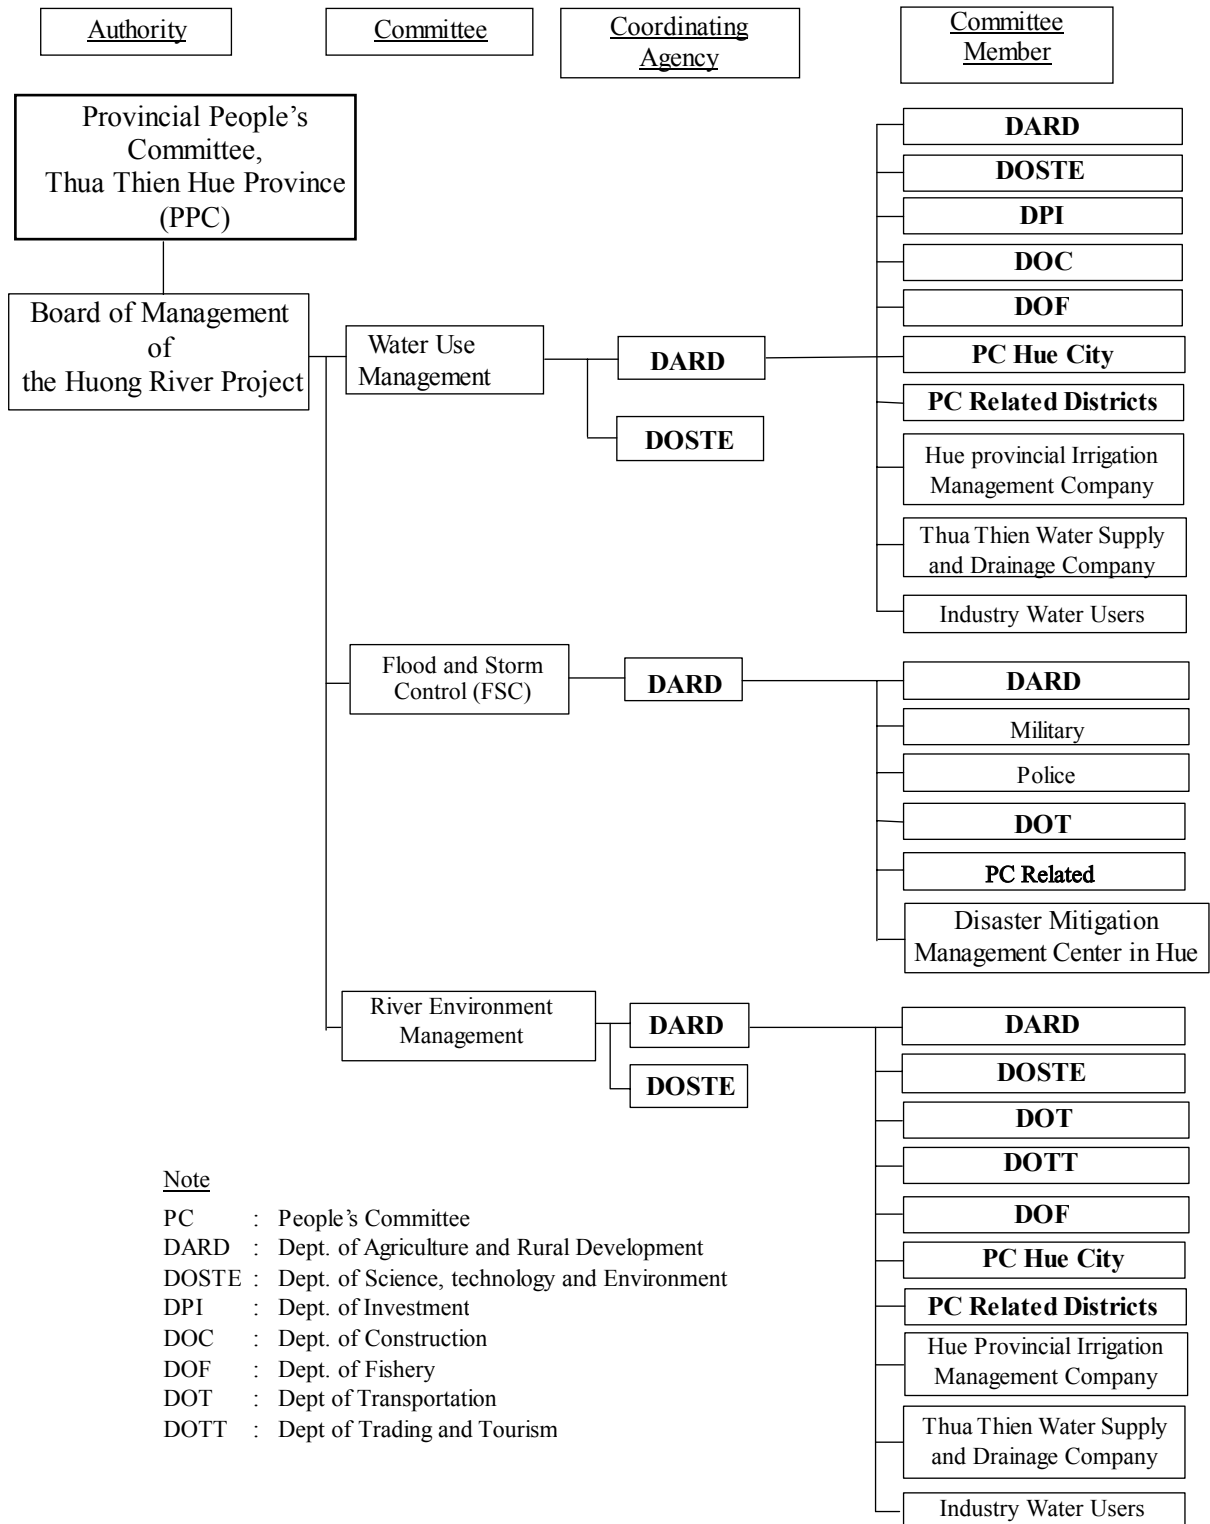 Authority
Committee
Coordinating
Agency
Committee
Member
Provincial People’s
Committee,
Thua Thien Hue Province
(PPC)
Board of Management
of
the Huong River Project
Water Use
Management
DARD
DOSTE
DARD
DOSTE
DPI
DOC
DOF
PC Hue City
PC Related Districts
Hue provincial Irrigation
Management Company
Thua Thien Water Supply
and Drainage Company
Industry Water Users
Flood and Storm
Control (FSC)
DARD
DARD
Military
Police
DOT
PC Related
Disaster Mitigation
Management Center in Hue
River Environment
Management
DARD
DOSTE
DARD
DOSTE
DOT
DOTT
DOF
PC Hue City
PC Related Districts
Hue Provincial Irrigation
Management Company
Thua Thien Water Supply
and Drainage Company
Industry Water Users
Note
PC : People’s Committee
DARD : Dept. of Agriculture and Rural Development
DOSTE : Dept. of Science, technology and Environment
DPI : Dept. of Investment
DOC : Dept. of Construction
DOF : Dept. of Fishery
DOT : Dept of Transportation
DOTT : Dept of Trading and Tourism